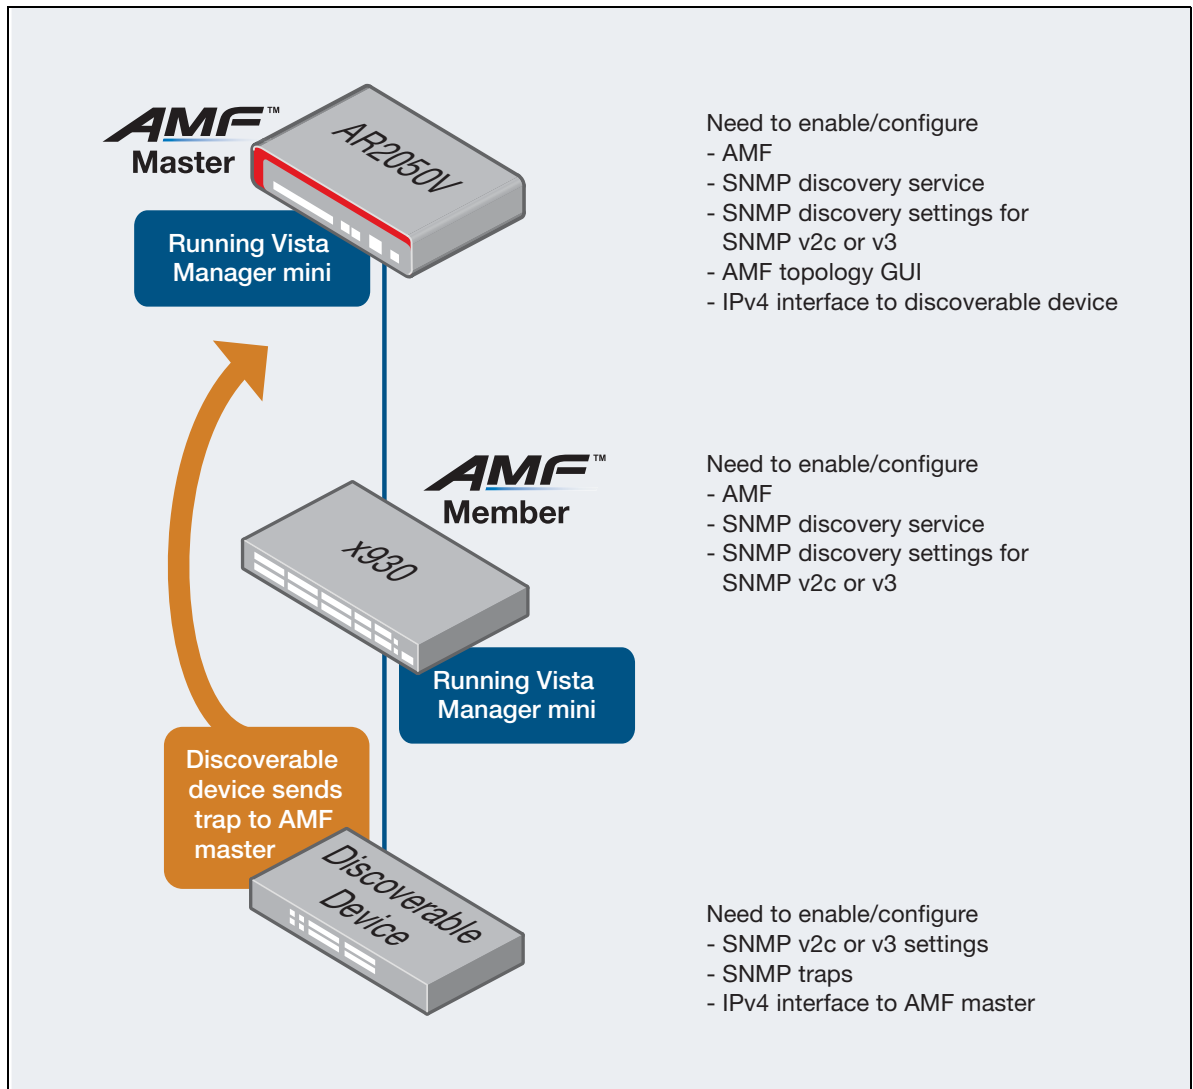 AMF™
Master
AR2050V
Running Vista
Manager mini
Need to enable/configure
- AMF
- SNMP discovery service
- SNMP discovery settings for
SNMP v2c or v3
- AMF topology GUI
- IPv4 interface to discoverable device
AMF™
Member
x930
Running Vista
Manager mini
Need to enable/configure
- AMF
- SNMP discovery service
- SNMP discovery settings for
SNMP v2c or v3
Discoverable
device sends
trap to AMF
master
Discoverable
Device
Need to enable/configure
- SNMP v2c or v3 settings
- SNMP traps
- IPv4 interface to AMF master